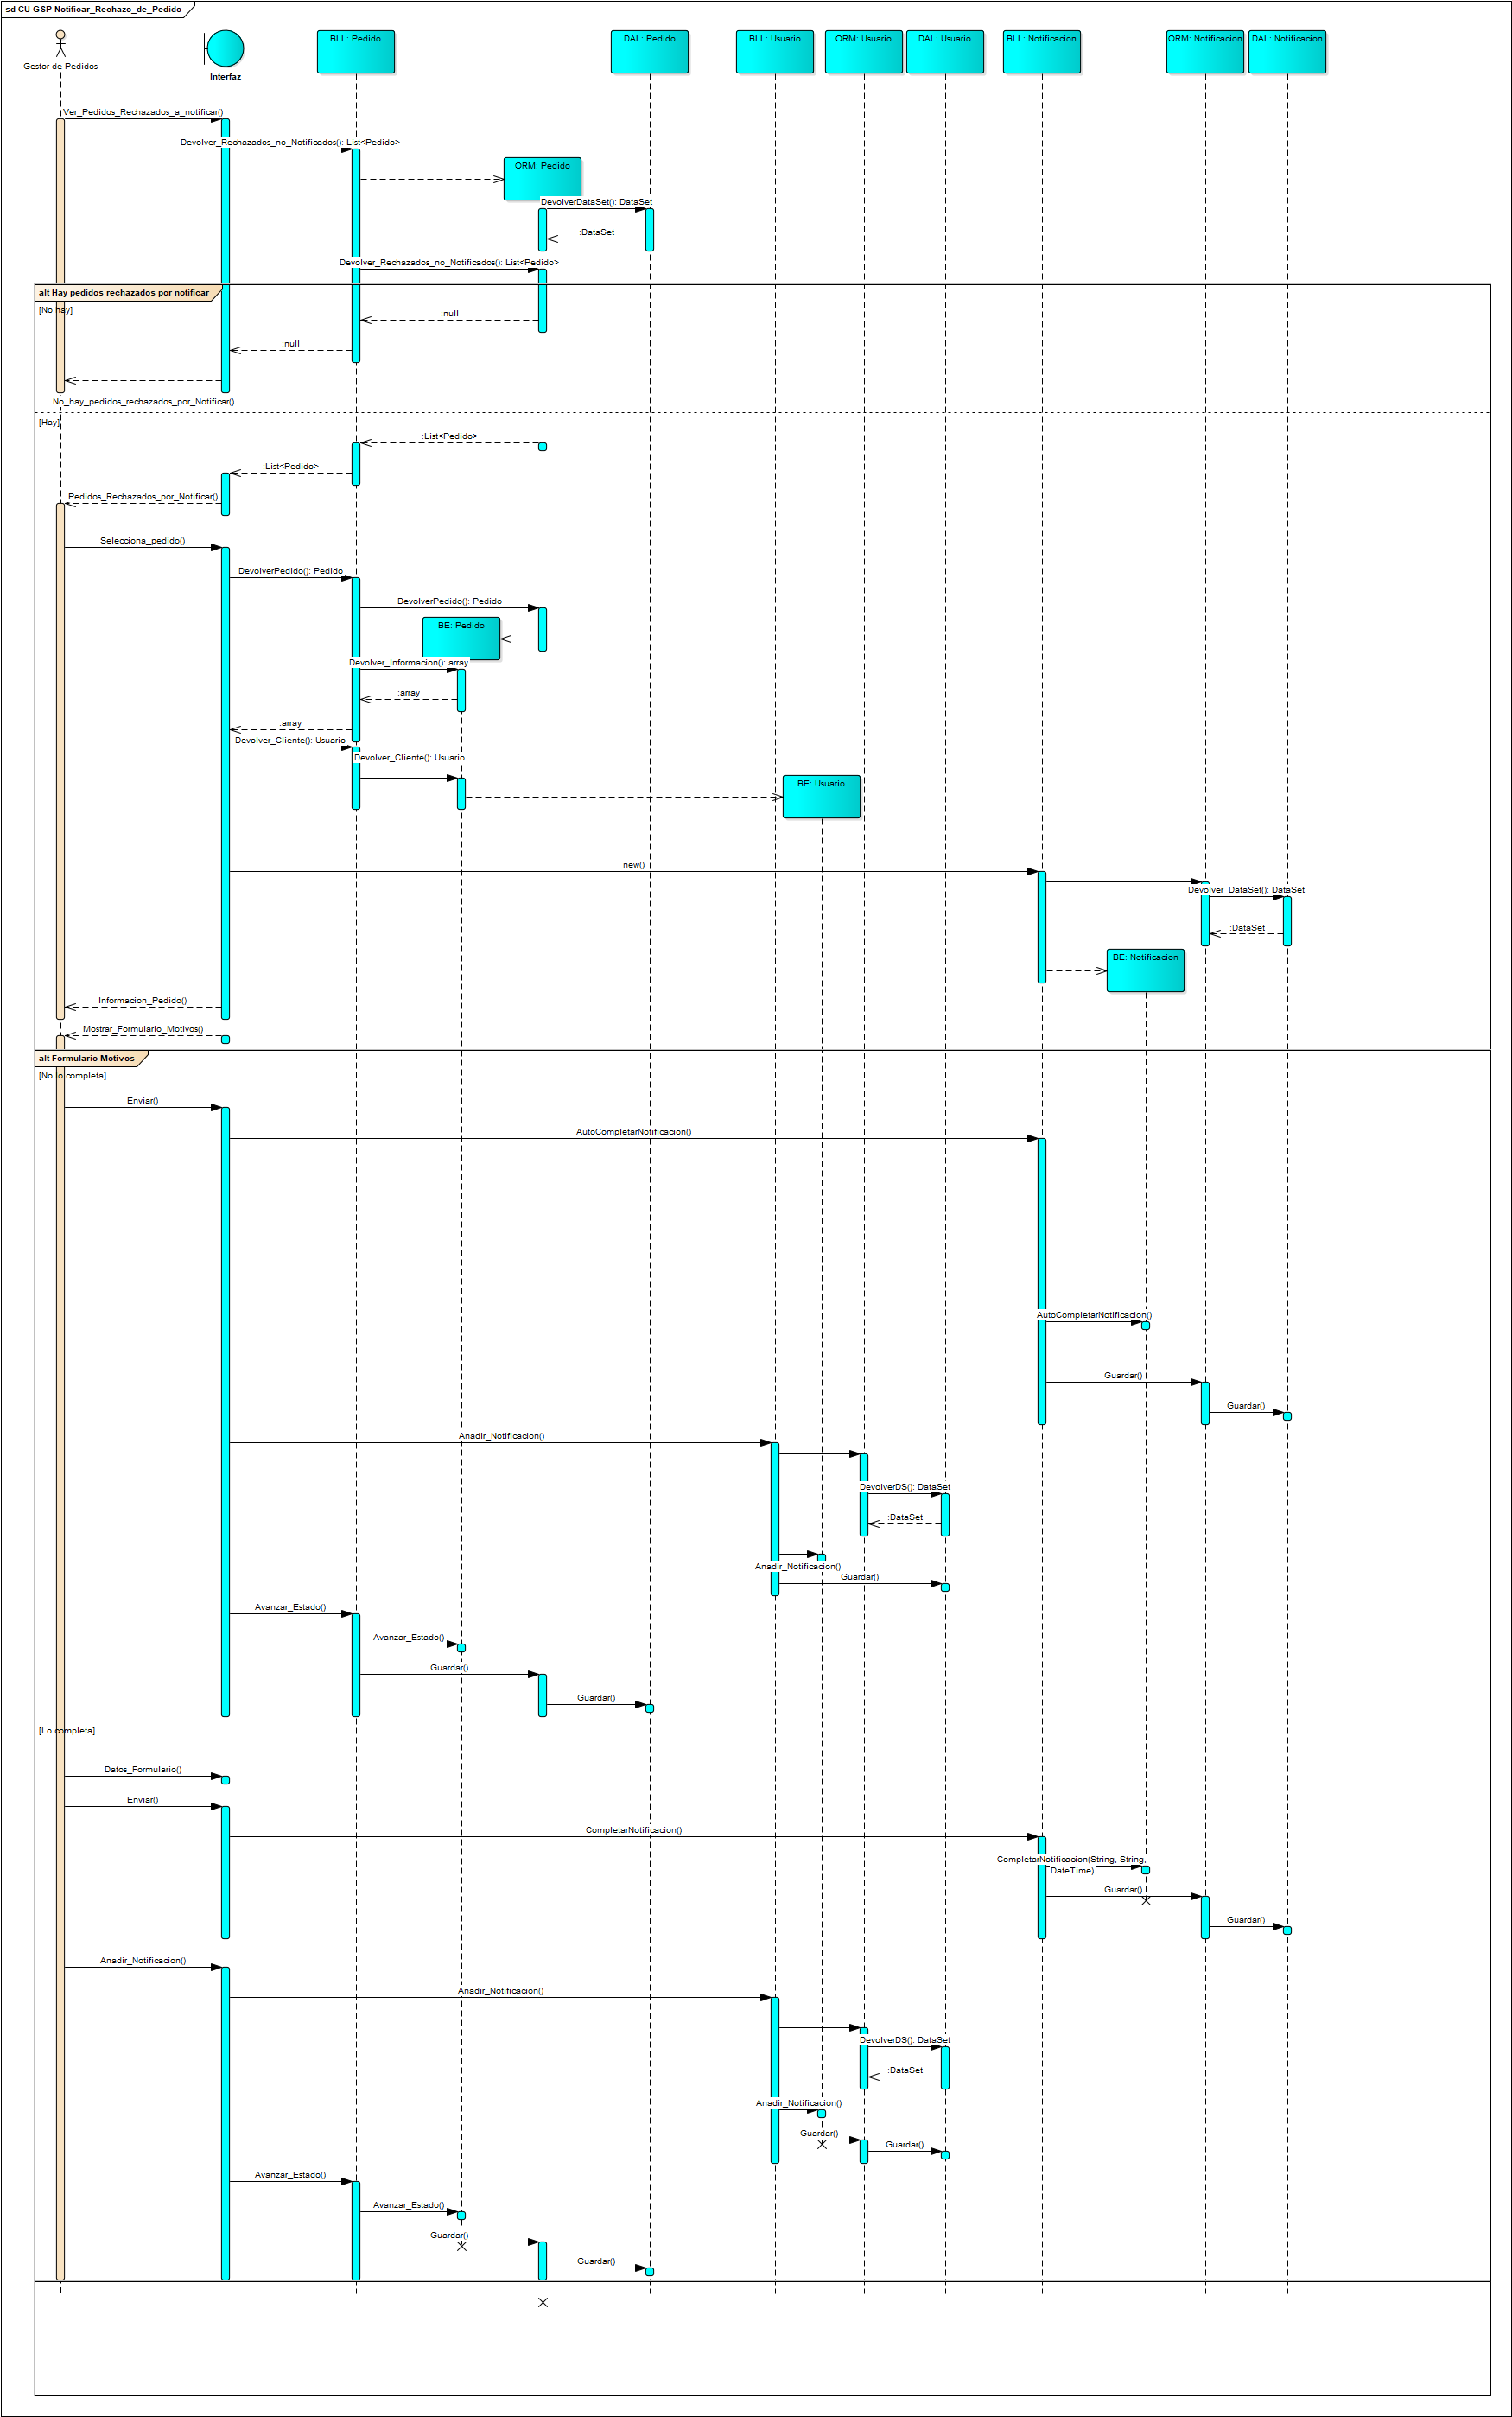 sd CU-GSP-Notificar_Rechazo_de_Pedido
Gestor de Pedidos
Interfaz
BLL: Pedido
DAL: Pedido
BLL: Usuario
ORM: Usuario
DAL: Usuario
BLL: Notificacion
ORM: Notificacion
DAL: Notificacion
Ver_Pedidos_Rechazados_a_notificar()
Devolver_Rechazados_no_Notificados(): List<Pedido>
ORM: Pedido
DevolverDataSet(): DataSet
:DataSet
Devolver_Rechazados_no_Notificados(): List<Pedido>
alt Hay pedidos rechazados por notificar
[No hay]
:null
:null
No_hay_pedidos_rechazados_por_Notificar()
[Hay]
:List<Pedido>
:List<Pedido>
Pedidos_Rechazados_por_Notificar()
Selecciona_pedido()
DevolverPedido(): Pedido
DevolverPedido(): Pedido
BE: Pedido
Devolver_Informacion(): array
:array
:array
Devolver_Cliente(): Usuario
Devolver_Cliente(): Usuario
BE: Usuario
new()
Devolver_DataSet(): DataSet
:DataSet
BE: Notificacion
Informacion_Pedido()
Mostrar_Formulario_Motivos()
alt Formulario Motivos
[No lo completa]
Enviar()
AutoCompletarNotificacion()
AutoCompletarNotificacion()
Guardar()
Guardar()
Anadir_Notificacion()
DevolverDS(): DataSet
:DataSet
Anadir_Notificacion()
Guardar()
Avanzar_Estado()
Avanzar_Estado()
Guardar()
Guardar()
[Lo completa]
Datos_Formulario()
Enviar()
CompletarNotificacion()
CompletarNotificacion(String, String,
DateTime)
Guardar()
Guardar()
Anadir_Notificacion()
Anadir_Notificacion()
DevolverDS(): DataSet
:DataSet
Anadir_Notificacion()
Guardar()
Guardar()
Avanzar_Estado()
Avanzar_Estado()
Guardar()
Guardar()